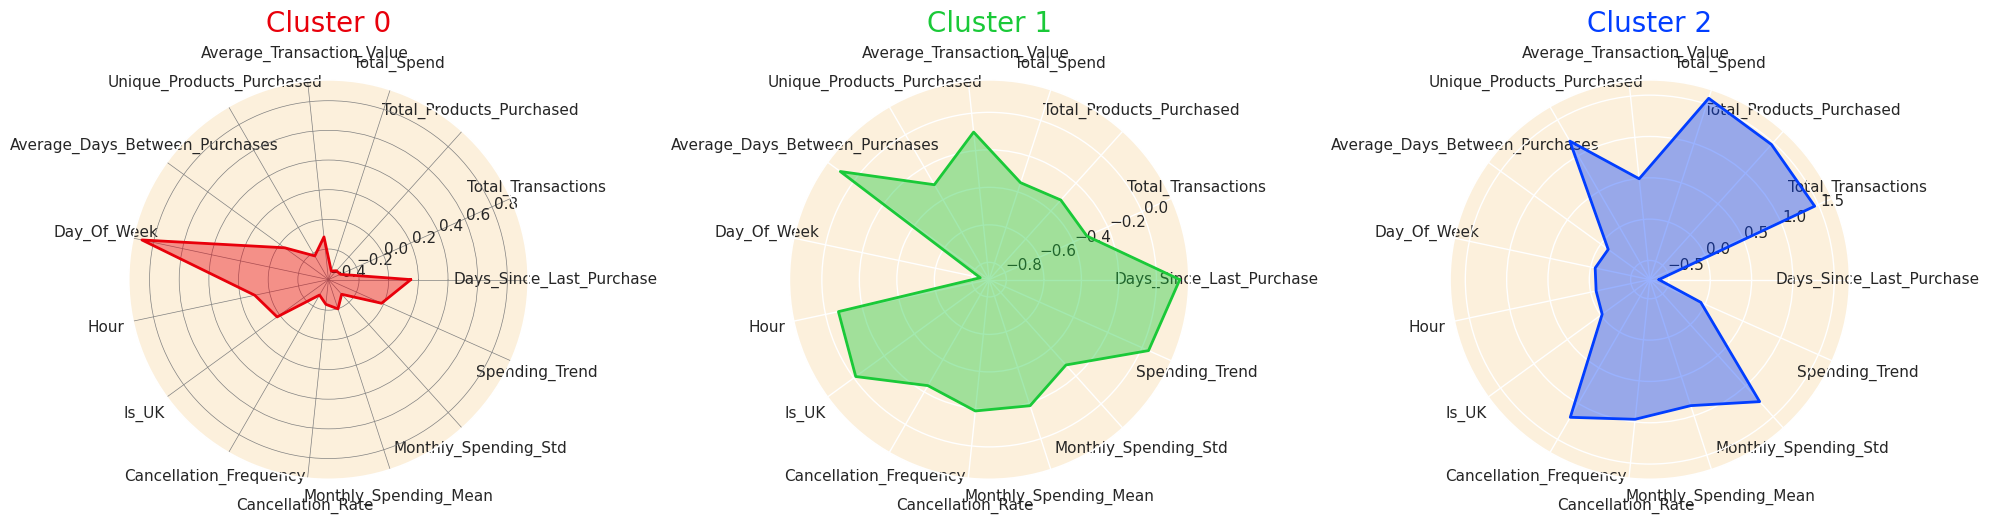 Cluster 0
Average_Transaction_Value
Total_Spend
Unique_Products_Purchased
Total_Products_Purchased
Average_Days_Between_Purchases
Total_Transactions
Day_Of_Week
Days_Since_Last_Purchase
Hour
Spending_Trend
Is_UK
Monthly_Spending_Std
Cancellation_Frequency
Monthly_Spending_Mean
Cancellation_Rate
−0.4
−0.2
0.0
0.2
0.4
0.6
0.8
Cluster 1
Average_Transaction_Value
Total_Spend
Unique_Products_Purchased
Total_Products_Purchased
Average_Days_Between_Purchases
Total_Transactions
Day_Of_Week
Days_Since_Last_Purchase
Hour
Spending_Trend
Is_UK
Monthly_Spending_Std
Cancellation_Frequency
Monthly_Spending_Mean
Cancellation_Rate
−0.8
−0.6
−0.4
−0.2
0.0
Cluster 2
Average_Transaction_Value
Total_Spend
Unique_Products_Purchased
Total_Products_Purchased
Average_Days_Between_Purchases
Total_Transactions
Day_Of_Week
Days_Since_Last_Purchase
Hour
Spending_Trend
Is_UK
Monthly_Spending_Std
Cancellation_Frequency
Monthly_Spending_Mean
Cancellation_Rate
−0.5
0.0
0.5
1.0
1.5